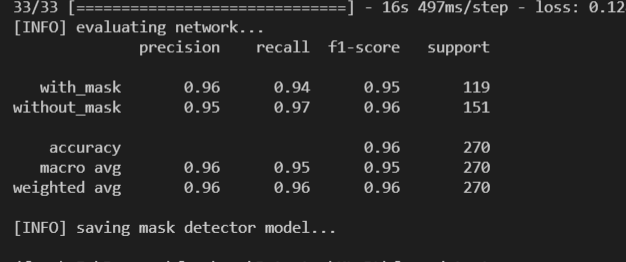 33/33 [==============================] - 16s 497ms/step - loss: 0.12
[INFO] evaluating network...
precision recall f1-score support
with_mask 0.96 0.94 0.95 119
without_mask 0.95 0.97 0.96 151
accuracy 0.96 270
macro avg 0.96 0.95 0.95 270
weighted avg 0.96 0.96 0.96 270
[INFO] saving mask detector model...